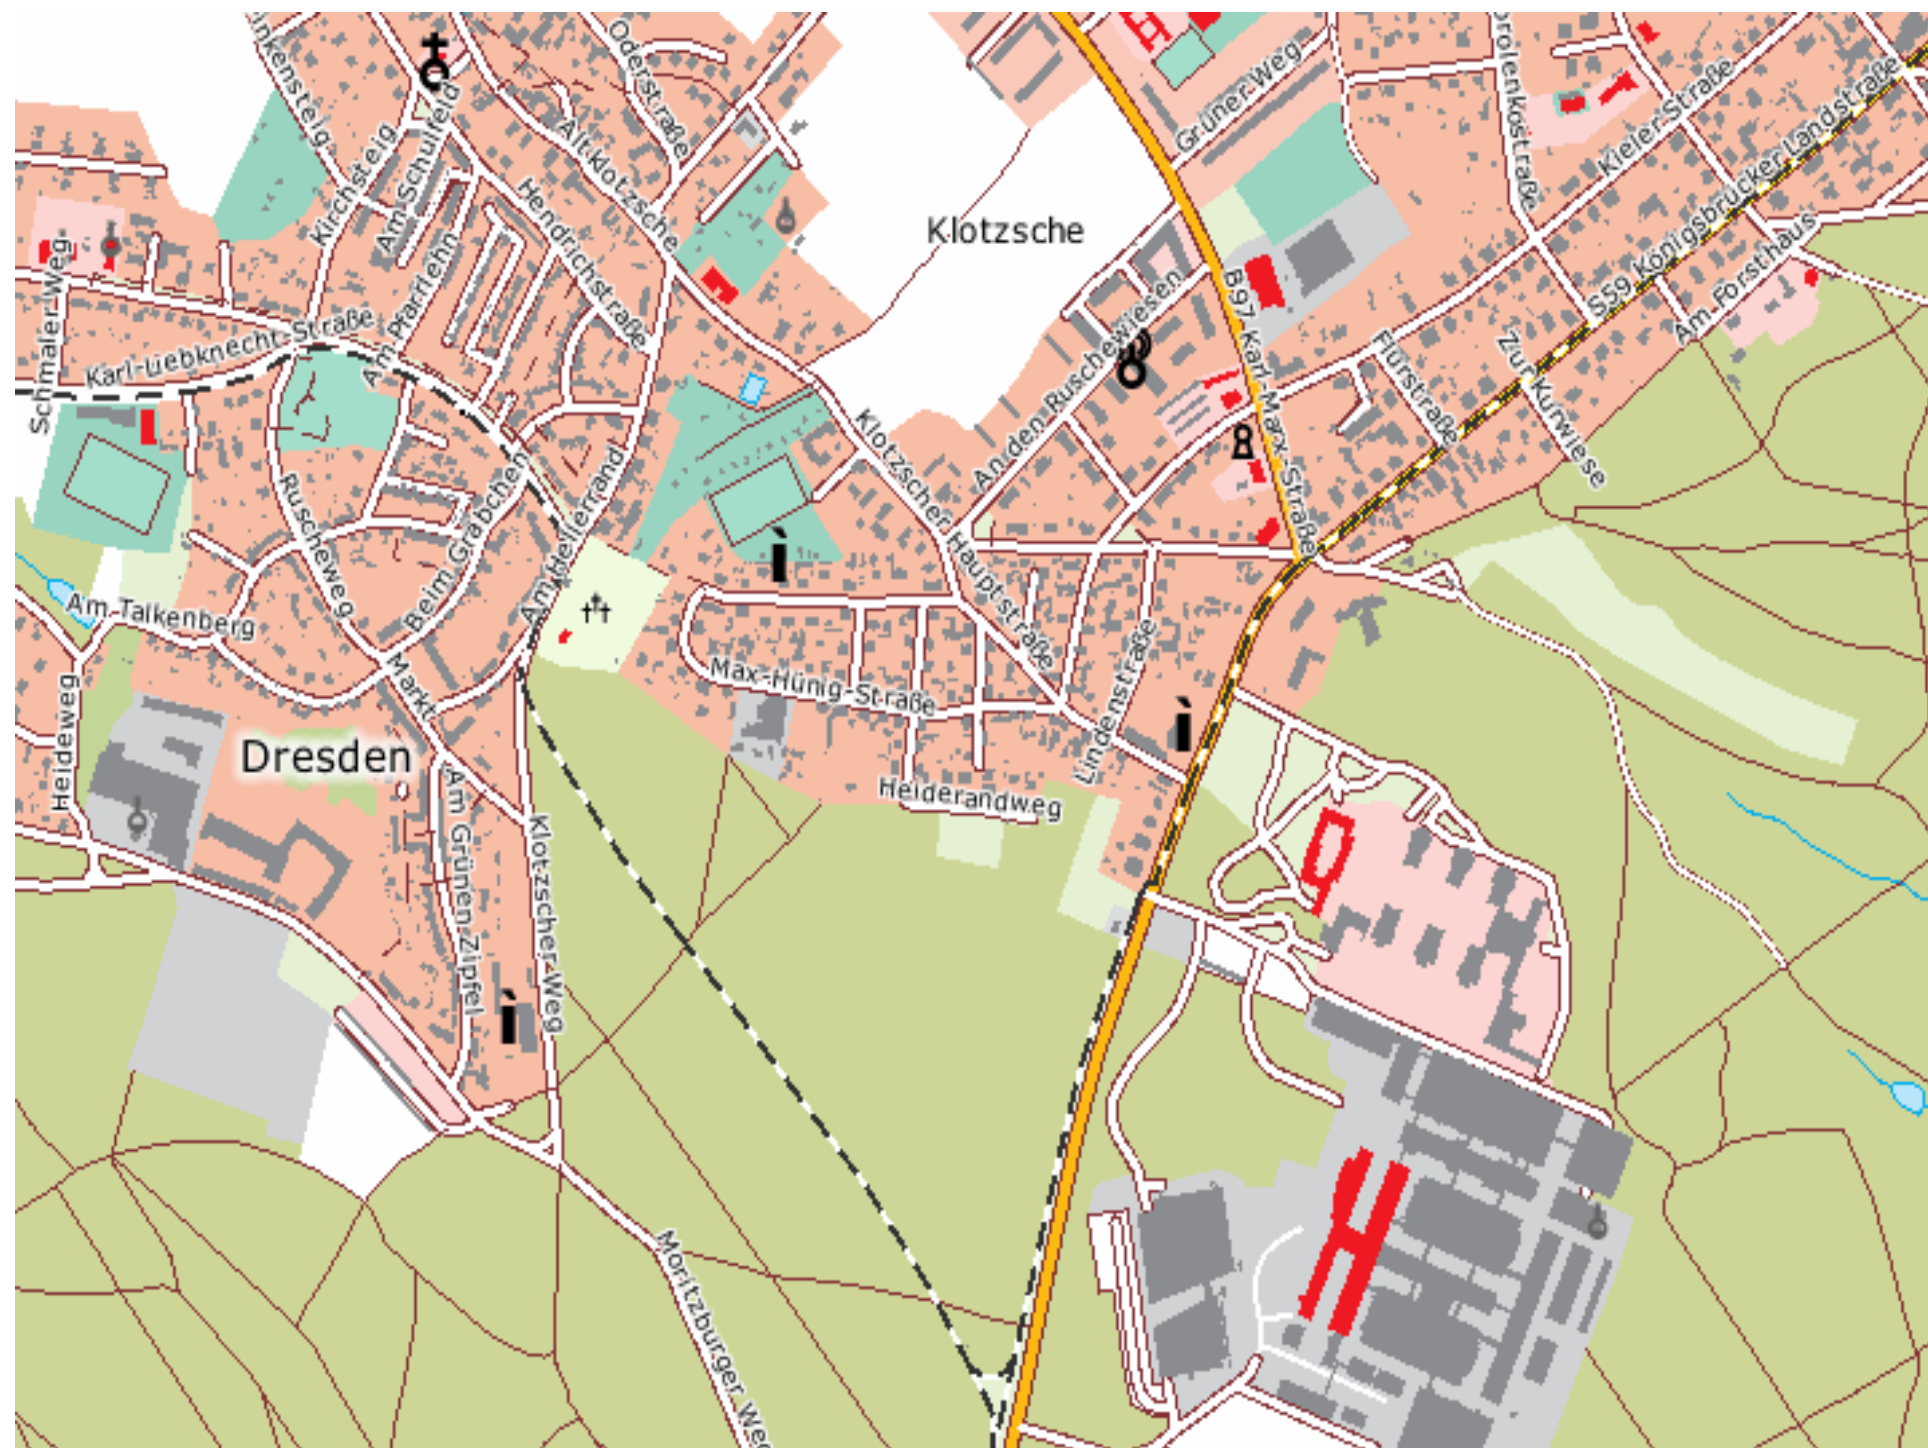 Oderstraße
Altklotzsche
Kirchsteig
Am Schulfeld
Grüner-Weg
Kieler Straße
S59 Königsbrücker Landstraße
Hendrichstraße
Klotzsche
Schmaler-Weg
Am Pfarrlehn
Karl-Liebknecht-Straße
B97 Karl-Marx-Straße
An den Ruschewiesen
Flurstraße
Zur Kurwiese
Am Forsthaus
Ruscheweg
Beim Gräbchen
Am Hellerrand
Klotzscher Hauptstraße
Am Talkenberg
Markt
Max-Hünig-Straße
Lindenstraße
Heideweg
Dresden
Heiderandweg
Am Grünen Zipfel
Klotzscher-Weg
Moritzburger Weg